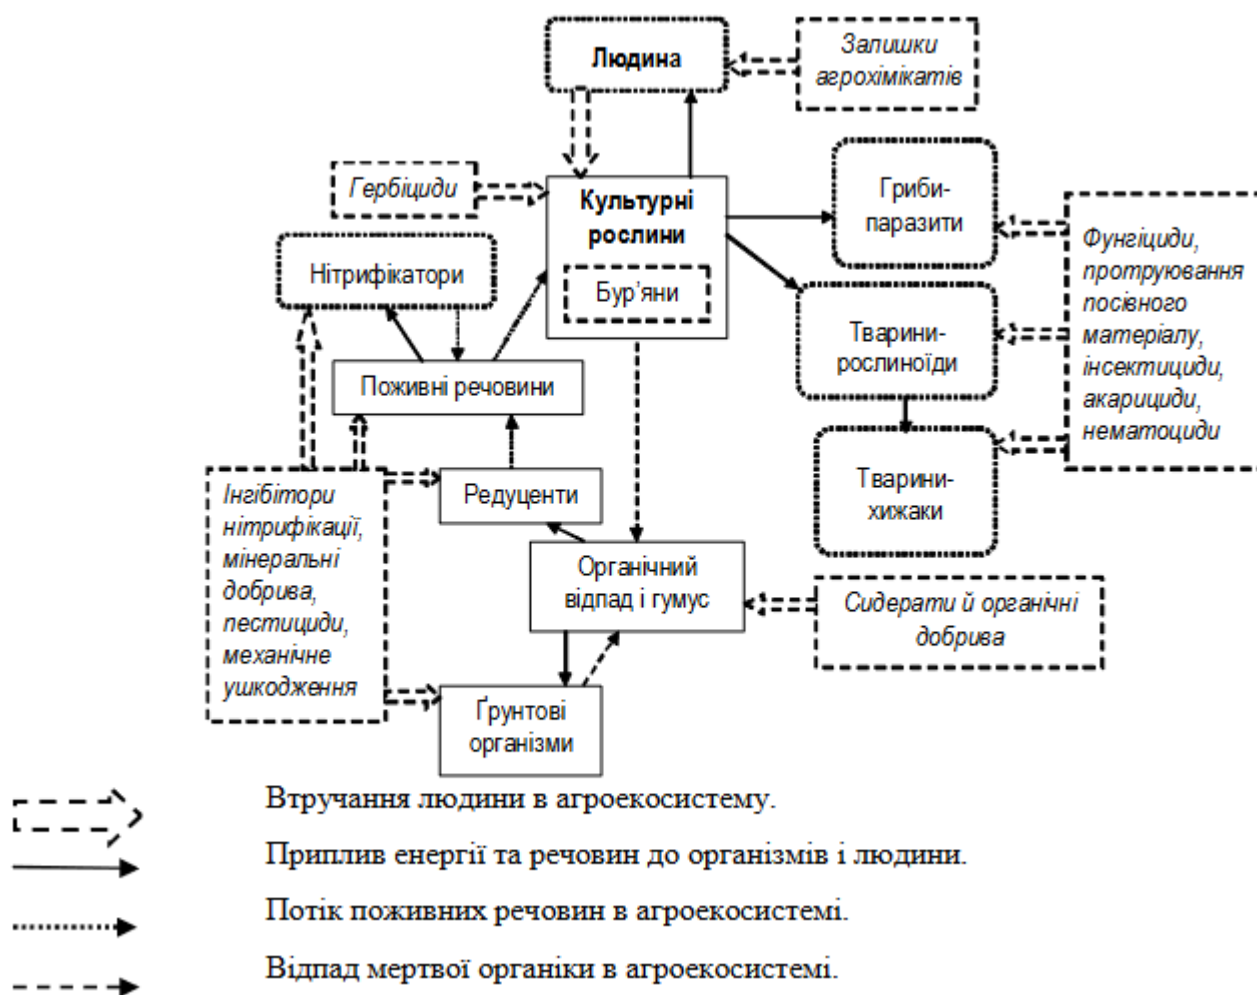 Людина
Залишки
агрохімікатів
Гербіциди
Культурні
рослини
Бур’яни
Гриби-
паразити
Фунгіциди,
протруювання
посівного
матеріалу,
інсектициди,
акарициди,
нематоциди
Нітрифікатори
Тварини-
рослиноїди
Поживні речовини
Тварини-
хижаки
Інгібітори
нітрифікації,
мінеральні
добрива,
пестициди,
механічне
ушкодження
Редуценти
Органічний
відпад і гумус
Сидерати й органічні
добрива
Ґрунтові
організми
Втручання людини в агроекосистему.
Приплив енергії та речовин до організмів і людини.
Потік поживних речовин в агроекосистемі.
Відпад мертвої органіки в агроекосистемі.